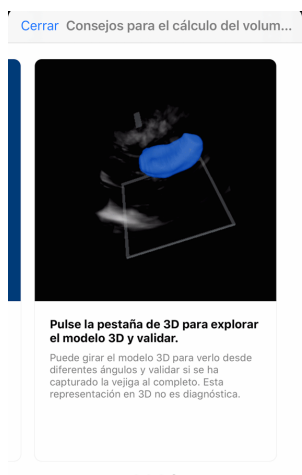 Cerrar Consejos para el cálculo del volum...
Pulse la pestaña de 3D para explorar
el modelo 3D y validar.
Puede girar el modelo 3D para verlo desde
diferentes ángulos y validar si se ha
capturado la vejiga al completo. Esta
representación en 3D no es diagnóstica.